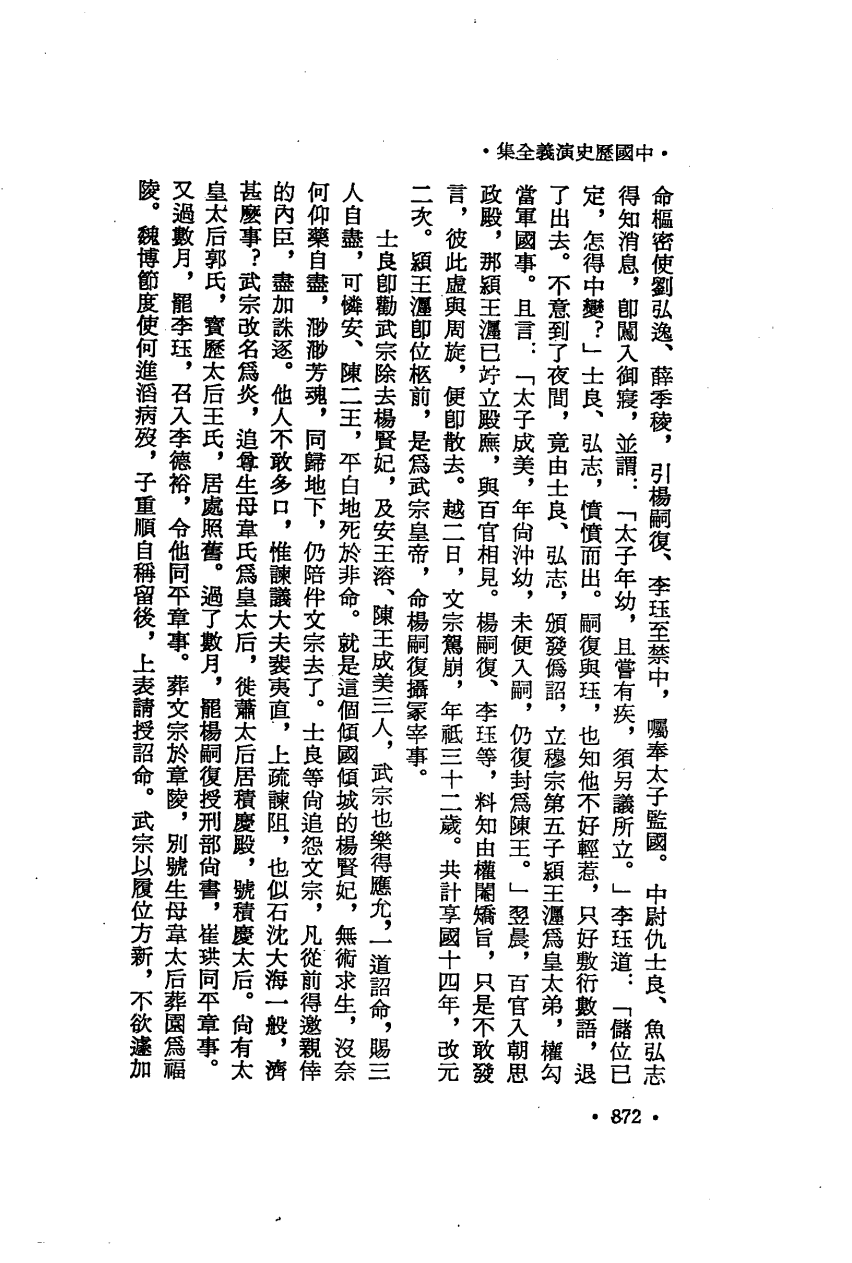 •中國歷史演義全集•
命樞密使劉弘逸、薛季稜，引楊嗣復、李珏至禁中，囑奉太子監國。中尉仇士良、魚弘志
得知消息，卽闖入御寢，並謂：「太子年幼，且嘗有疾，須另議所立。」李珏道：「儲位已
定，怎得中變？」士良、弘志，憤憤而出。嗣復與珏，也知他不好輕惹，只好敷衍數語，退
了出去。不意到了夜間，竟由士良、弘志，頒發僞詔，立穆宗第五子潁王瀍爲皇太弟，權勾
當軍國事。且言：「太子成美，年尙沖幼，未便入嗣，仍復封爲陳王。」翌晨，百官入朝思
政殿，那潁王瀍已竚立殿廡，與百官相見。楊嗣復、李珏等，料知由權閹矯旨，只是不敢發
言，彼此虛與周旋，便卽散去。越二日，文宗駕崩，年祇三十二歲。共計享國十四年，改元
二次。潁王瀍卽位柩前，是爲武宗皇帝，命楊嗣復攝冢宰事。
士良卽勸武宗除去楊賢妃，及安王溶、陳王成美三人，武宗也樂得應允，一道詔命，賜三
人自盡，可憐安、陳二王，平白地死於非命。就是這個傾國傾城的楊賢妃，無術求生，沒奈
何仰藥自盡，渺渺芳魂，同歸地下，仍陪伴文宗去了。士良等尙追怨文宗，凡從前得邀親倖
的內臣，盡加誅逐。他人不敢多口，惟諫議大夫裴夷直，上疏諫阻，也似石沈大海一般，濟
甚麼事？武宗改名爲炎，追尊生母韋氏爲皇太后，徙蕭太后居積慶殿，號積慶太后。尙有太
皇太后郭氏，寶歷太后王氏，居處照舊。過了數月，罷楊嗣復授刑部尙書，崔珙同平章事。
又過數月，罷李珏，召入李德裕，令他同平章事。葬文宗於章陵，別號生母韋太后葬園爲福
陵。魏博節度使何進滔病歿，子重順自稱留後，上表請授詔命。武宗以履位方新，不欲遽加
•872•